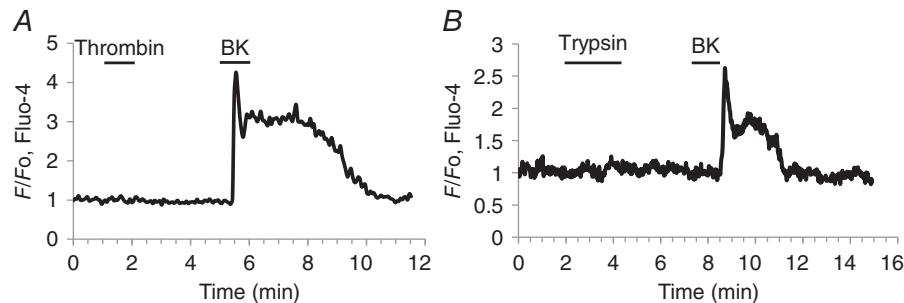 A
Thrombin
BK
F/Fo, Fluo-4
5
4
3
2
1
0
0 2 4 6 8 10 12
Time (min)
B
Trypsin
BK
F/Fo, Fluo-4
3
2.5
2
1.5
1
0.5
0
0 2 4 6 8 10 12 14 16
Time (min)